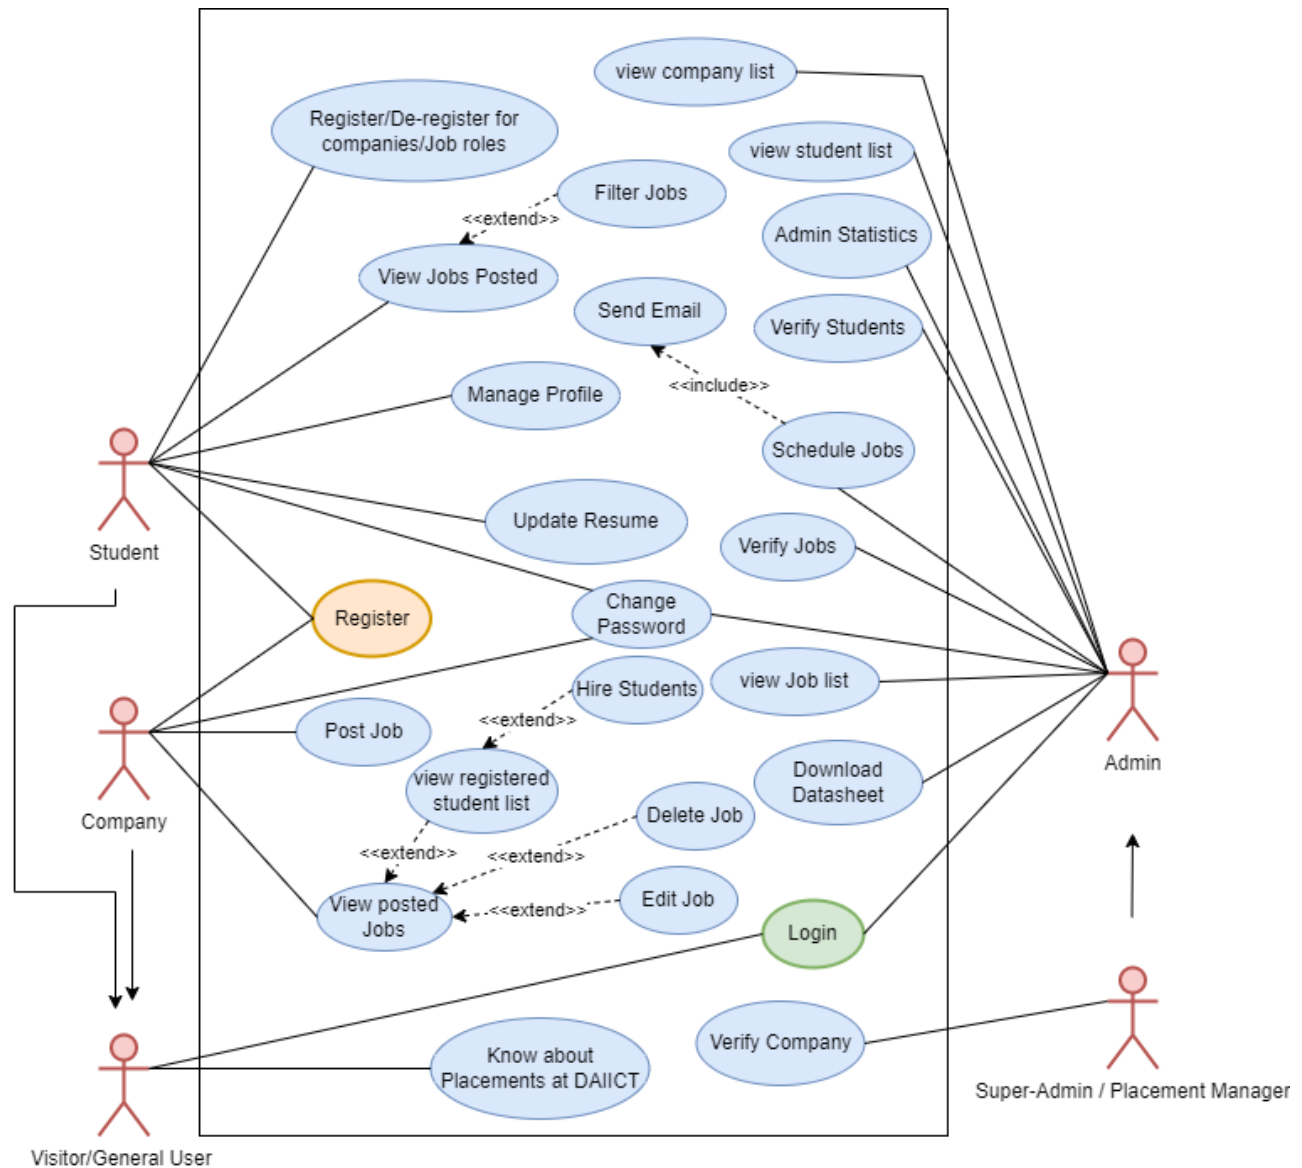 view company list
Register/De-register for
companies/Job roles
view student list
Filter Jobs
<<extend>>
Admin Statistics
View Jobs Posted
Send Email
Verify Students
<<include>>
Manage Profile
Schedule Jobs
Update Resume
Verify Jobs
Student
Change
Password
Register
view Job list
Hire Students
<<extend>>
Post Job
Admin
view registered
student list
Download
Datasheet
Company
Delete Job
<<extend>>
<<extend>>
View posted
Jobs
Edit Job
<<extend>>
Login
Verify Company
Know about
Placements at DAIICT
Super-Admin / Placement Manager
Visitor/General User